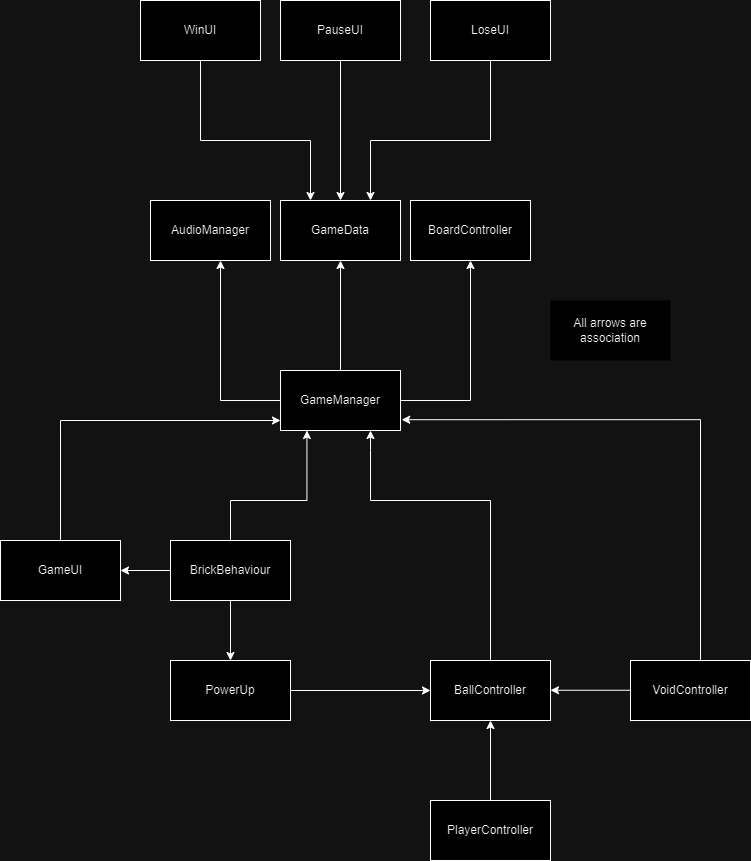 WinUI
PauseUI
LoseUI
AudioManager
GameData
BoardController
All arrows are
association
GameManager
GameUI
BrickBehaviour
PowerUp
BallController
VoidController
PlayerController